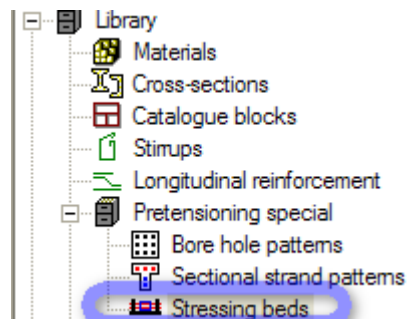 Library
Materials
Cross-sections
Catalogue blocks
Stirrups
Longitudinal reinforcement
Pretensioning special
Bore hole patterns
Sectional strand patterns
Stressing beds